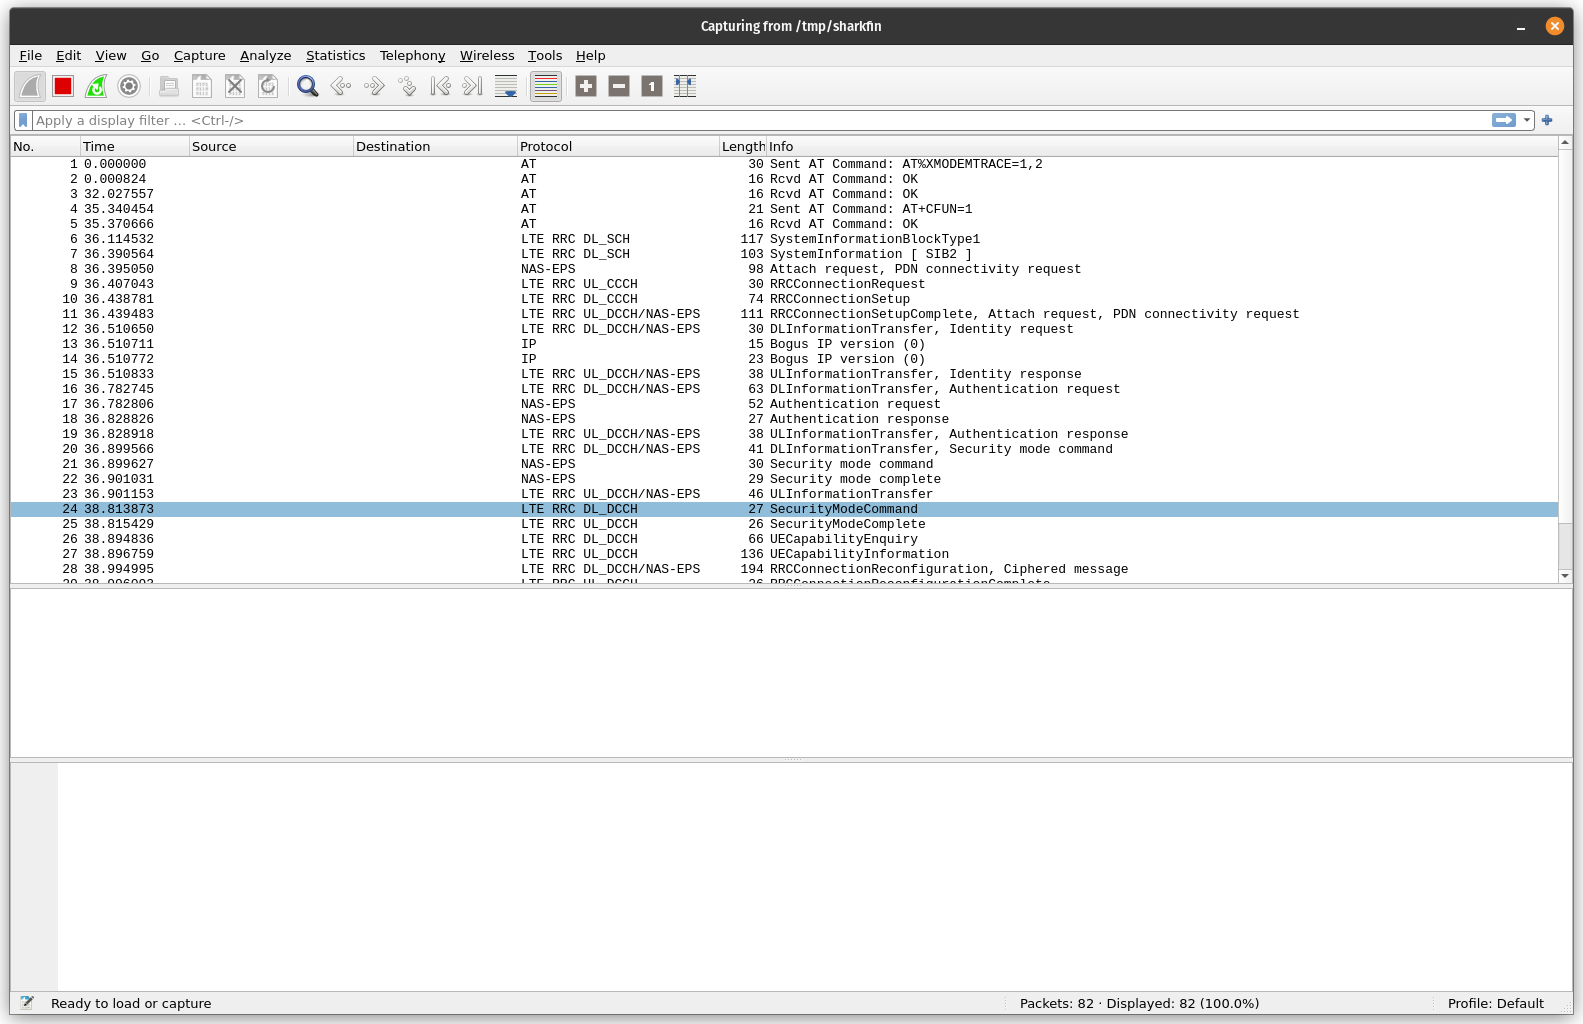 Capturing from /tmp/sharkfin
File Edit View Go Capture Analyze Statistics Telephony Wireless Tools Help
Apply a display filter … <Ctrl-/>
No. Time Source Destination Protocol Length Info
1 0.000000 AT 30 Sent AT Command: AT%XMODEMTRACE=1,2
2 0.000824 AT 16 Rcvd AT Command: OK
3 32.027557 AT 16 Rcvd AT Command: OK
4 35.340454 AT 21 Sent AT Command: AT+CFUN=1
5 35.370666 AT 16 Rcvd AT Command: OK
6 36.114532 LTE RRC DL_SCH 117 SystemInformationBlockType1
7 36.390564 LTE RRC DL_SCH 103 SystemInformation [ SIB2 ]
8 36.395050 NAS-EPS 98 Attach request, PDN connectivity request
9 36.407043 LTE RRC UL_CCCH 30 RRCConnectionRequest
10 36.438781 LTE RRC DL_CCCH 74 RRCConnectionSetup
11 36.439483 LTE RRC UL_DCCH/NAS-EPS 111 RRCConnectionSetupComplete, Attach request, PDN connectivity request
12 36.510650 LTE RRC DL_DCCH/NAS-EPS 30 DLInformationTransfer, Identity request
13 36.510711 IP 15 Bogus IP version (0)
14 36.510772 IP 23 Bogus IP version (0)
15 36.510833 LTE RRC UL_DCCH/NAS-EPS 38 ULInformationTransfer, Identity response
16 36.782745 LTE RRC DL_DCCH/NAS-EPS 63 DLInformationTransfer, Authentication request
17 36.782806 NAS-EPS 52 Authentication request
18 36.828826 NAS-EPS 27 Authentication response
19 36.828918 LTE RRC UL_DCCH/NAS-EPS 38 ULInformationTransfer, Authentication response
20 36.899566 LTE RRC DL_DCCH/NAS-EPS 41 DLInformationTransfer, Security mode command
21 36.899627 NAS-EPS 30 Security mode command
22 36.901031 NAS-EPS 29 Security mode complete
23 36.901153 LTE RRC UL_DCCH/NAS-EPS 46 ULInformationTransfer
24 38.813873 LTE RRC DL_DCCH 27 SecurityModeCommand
25 38.815429 LTE RRC UL_DCCH 26 SecurityModeComplete
26 38.894836 LTE RRC DL_DCCH 66 UECapabilityEnquiry
27 38.896759 LTE RRC UL_DCCH 136 UECapabilityInformation
28 38.994995 LTE RRC DL_DCCH/NAS-EPS 194 RRCConnectionReconfiguration, Ciphered message
Ready to load or capture
Packets: 82 · Displayed: 82 (100.0%)
Profile: Default